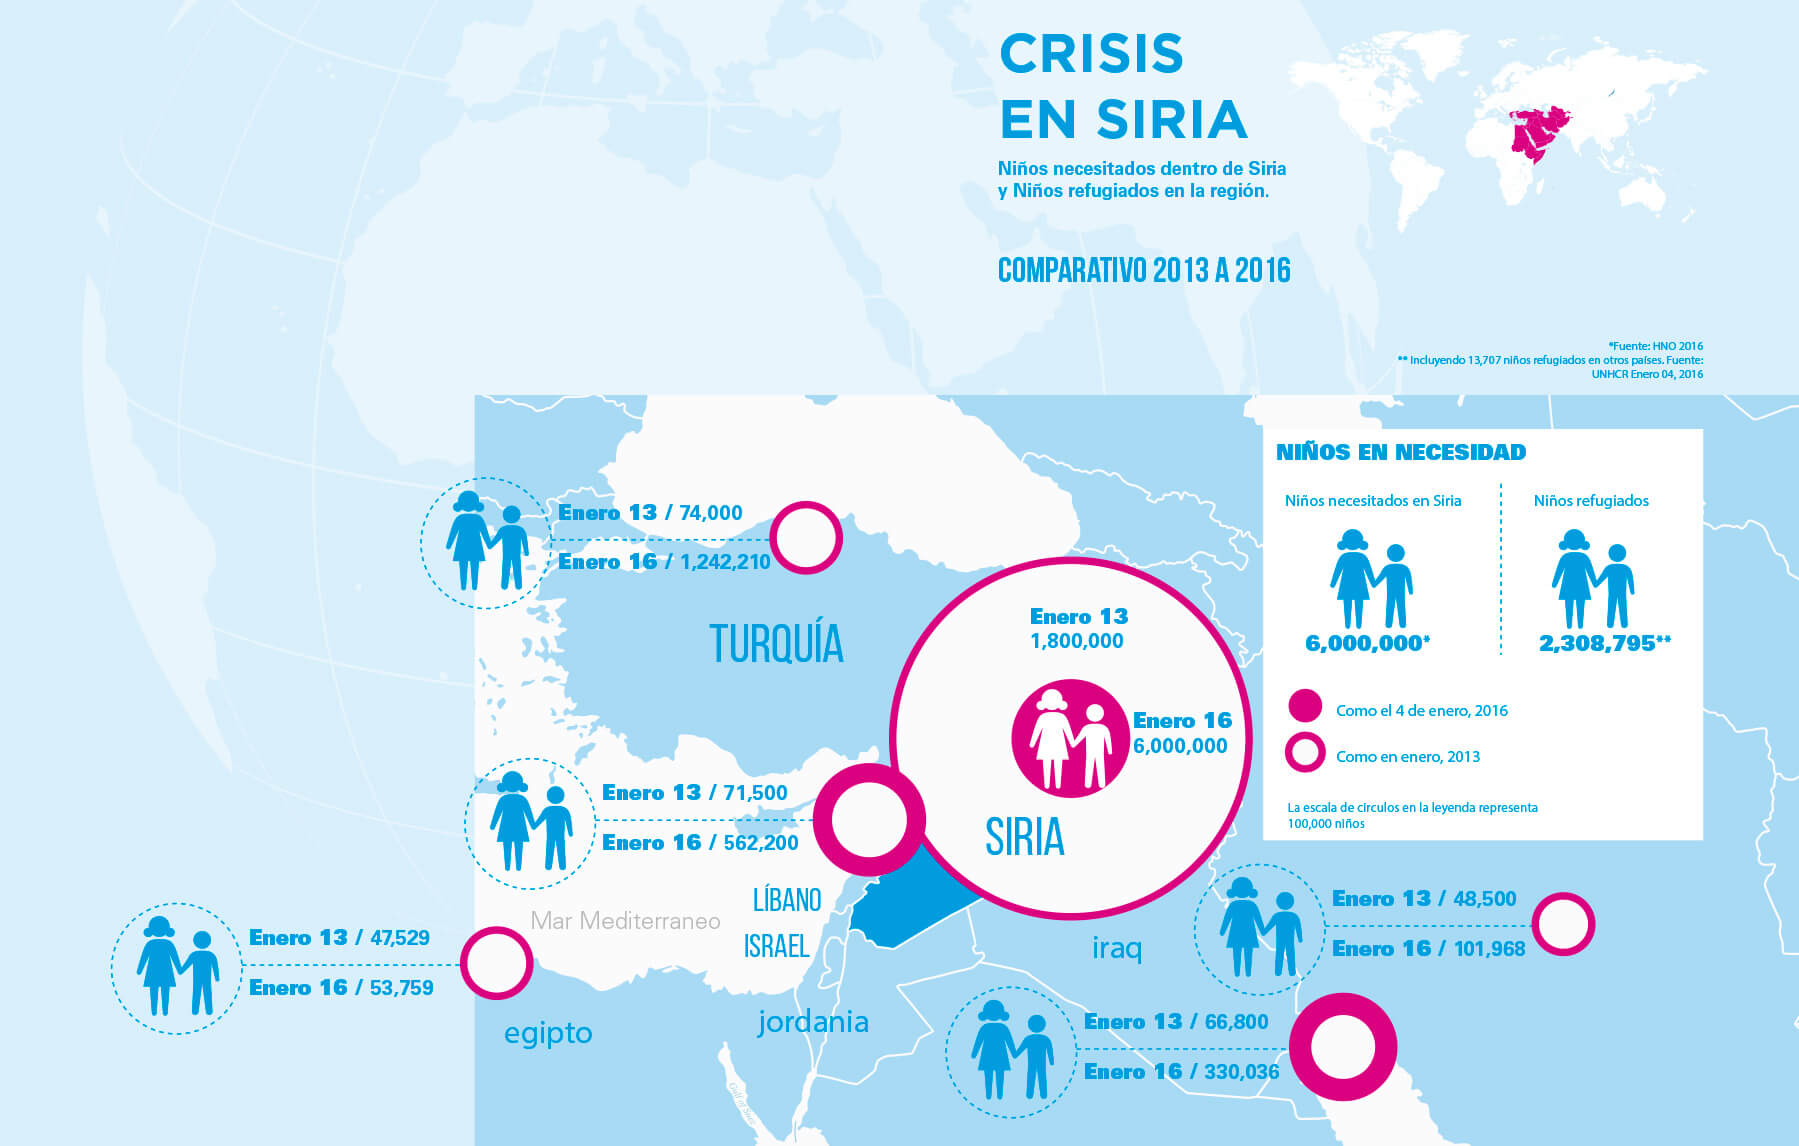 CRISIS
EN SIRIA
Niños necesitados dentro de Siria
y Niños refugiados en la región.
COMPARATIVO 2013 A 2016
*Fuente: HNO 2016
** Incluyendo 13,707 niños refugiados en otros países. Fuente:
UNHCR Enero 04, 2016
NIÑOS EN NECESIDAD
Niños necesitados en Siria
6,000,000*
Niños refugiados
2,308,795**
Como el 4 de enero, 2016
Como en enero, 2013
La escala de círculos en la leyenda representa
100,000 niños
Enero 13 / 74,000
Enero 16 / 1,242,210
TURQUÍA
Enero 13
1,800,000
Enero 16
6,000,000
SIRIA
Enero 13 / 71,500
Enero 16 / 562,200
LÍBANO
Mar Mediterraneo
ISRAEL
Enero 13 / 47,529
Enero 16 / 53,759
egipto
jordania
iraq
Enero 13 / 48,500
Enero 16 / 101,968
Enero 13 / 66,800
Enero 16 / 330,036
Gulf of Suez